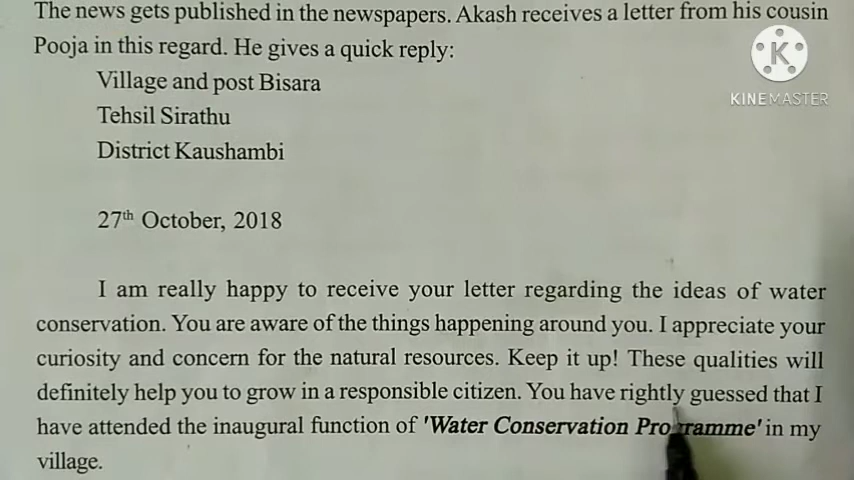 The news gets published in the newspapers. Akash receives a letter from his cousin
Pooja in this regard. He gives a quick reply:
Village and post Bisara
Tehsil Sirathu
District Kaushambi
27th October, 2018
I am really happy to receive your letter regarding the ideas of water
conservation. You are aware of the things happening around you. I appreciate your
curiosity and concern for the natural resources. Keep it up! These qualities will
definitely help you to grow in a responsible citizen. You have rightly guessed that I
have attended the inaugural function of 'Water Conservation Programme' in my
village.
K
KINEMASTER